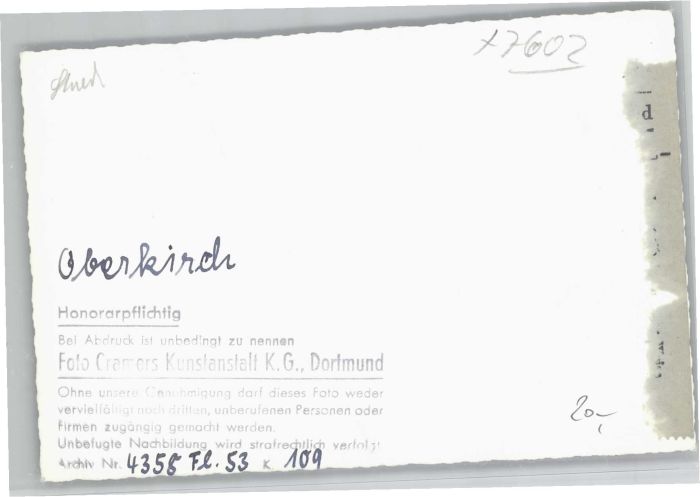 x7602
d
Oberkirch
Honorarpflichtig
Bei Abdruck ist unbedingt zu nennen
Foto Cramers Kunstanstalt K.G., Dortmund
Ohne unsere Genehmigung darf dieses Foto weder
vervielfältigt noch dritten, unberufenen Personen oder
Firmen zugängig gemacht werden.
Unbefugte Nachbildung wird strafrechtlich verfolgt
Archiv Nr. 4358 Fl. 53 K 109
20,-